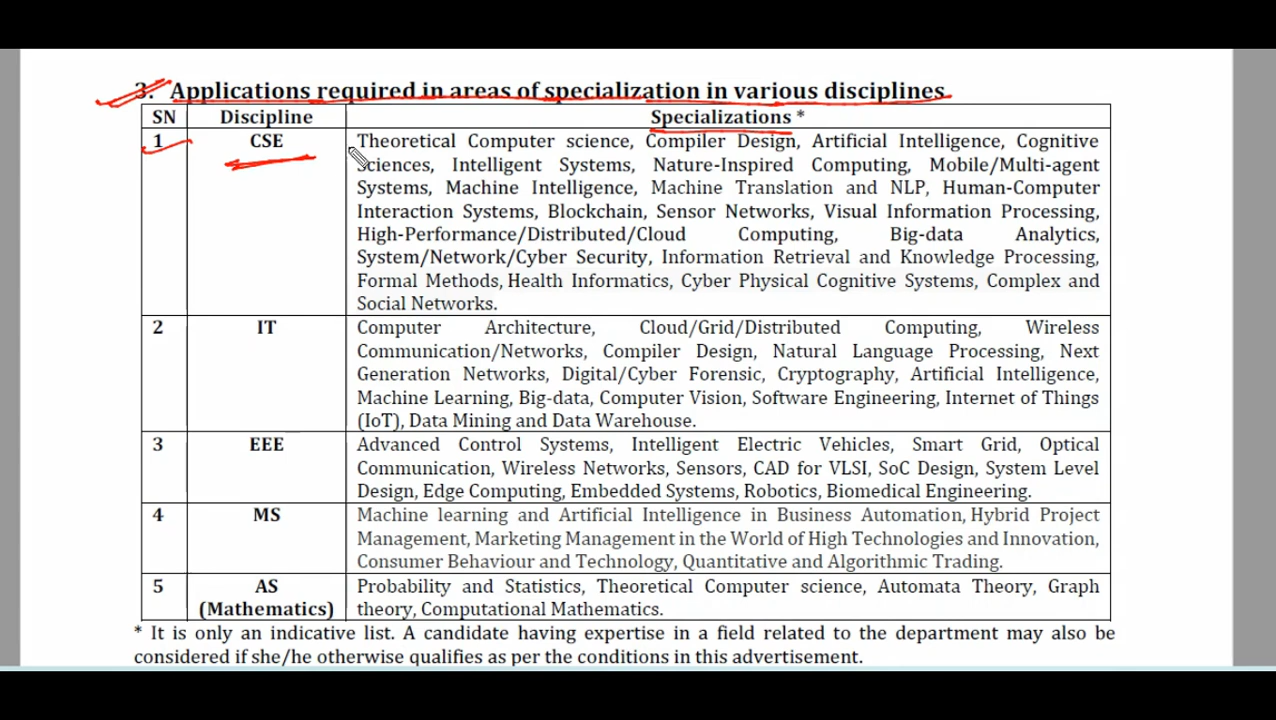 3. Applications required in areas of specialization in various disciplines
SN Discipline Specializations *
1 CSE Theoretical Computer science, Compiler Design, Artificial Intelligence, Cognitive
Sciences, Intelligent Systems, Nature-Inspired Computing, Mobile/Multi-agent
Systems, Machine Intelligence, Machine Translation and NLP, Human-Computer
Interaction Systems, Blockchain, Sensor Networks, Visual Information Processing,
High-Performance/Distributed/Cloud Computing, Big-data Analytics,
System/Network/Cyber Security, Information Retrieval and Knowledge Processing,
Formal Methods, Health Informatics, Cyber Physical Cognitive Systems, Complex and
Social Networks.
2 IT Computer Architecture, Cloud/Grid/Distributed Computing, Wireless
Communication/Networks, Compiler Design, Natural Language Processing, Next
Generation Networks, Digital/Cyber Forensic, Cryptography, Artificial Intelligence,
Machine Learning, Big-data, Computer Vision, Software Engineering, Internet of Things
(IoT), Data Mining and Data Warehouse.
3 EEE Advanced Control Systems, Intelligent Electric Vehicles, Smart Grid, Optical
Communication, Wireless Networks, Sensors, CAD for VLSI, SoC Design, System Level
Design, Edge Computing, Embedded Systems, Robotics, Biomedical Engineering.
4 MS Machine learning and Artificial Intelligence in Business Automation, Hybrid Project
Management, Marketing Management in the World of High Technologies and Innovation,
Consumer Behaviour and Technology, Quantitative and Algorithmic Trading.
5 AS Probability and Statistics, Theoretical Computer science, Automata Theory, Graph
(Mathematics) theory, Computational Mathematics.
* It is only an indicative list. A candidate having expertise in a field related to the department may also be
considered if she/he otherwise qualifies as per the conditions in this advertisement.